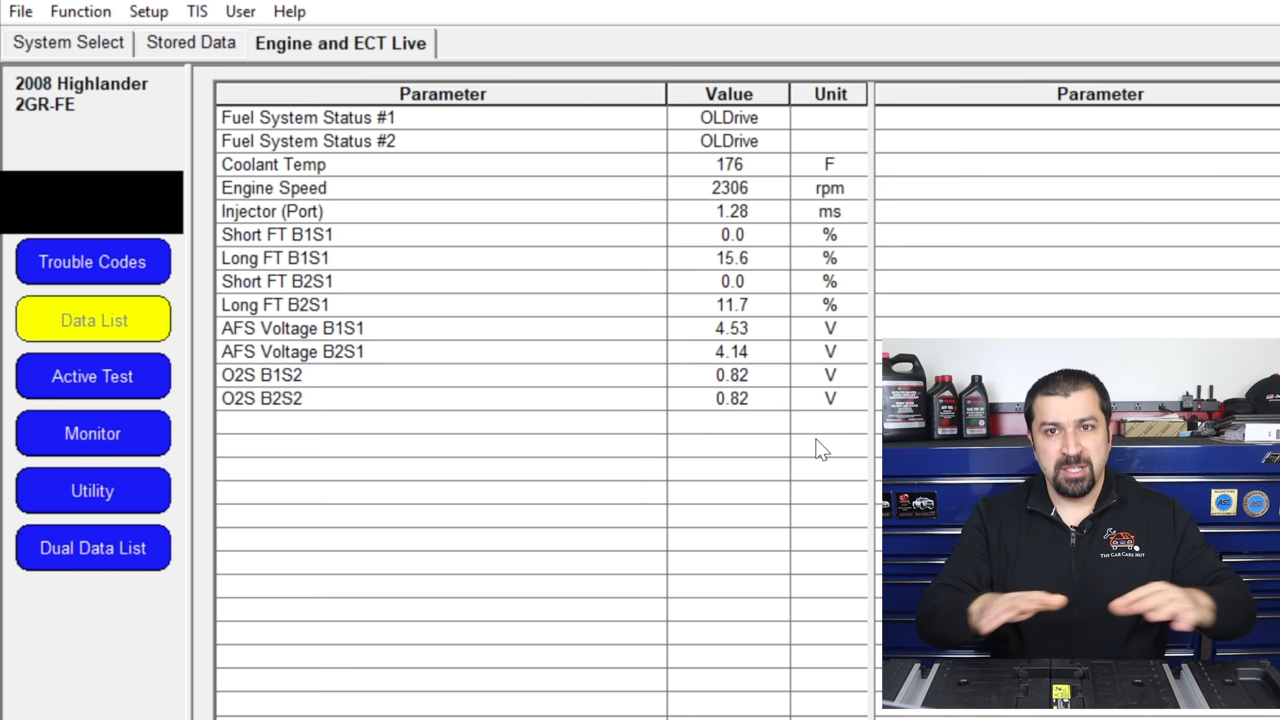 File Function Setup TIS User Help
System Select Stored Data Engine and ECT Live
2008 Highlander
2GR-FE
Trouble Codes
Data List
Active Test
Monitor
Utility
Dual Data List
Parameter Value Unit Parameter
Fuel System Status #1 OLDrive
Fuel System Status #2 OLDrive
Coolant Temp 176 F
Engine Speed 2306 rpm
Injector (Port) 1.28 ms
Short FT B1S1 0.0 %
Long FT B1S1 15.6 %
Short FT B2S1 0.0 %
Long FT B2S1 11.7 %
AFS Voltage B1S1 4.53 V
AFS Voltage B2S1 4.14 V
O2S B1S2 0.82 V
O2S B2S2 0.82 V
ASE
THE CAR CARE NUT